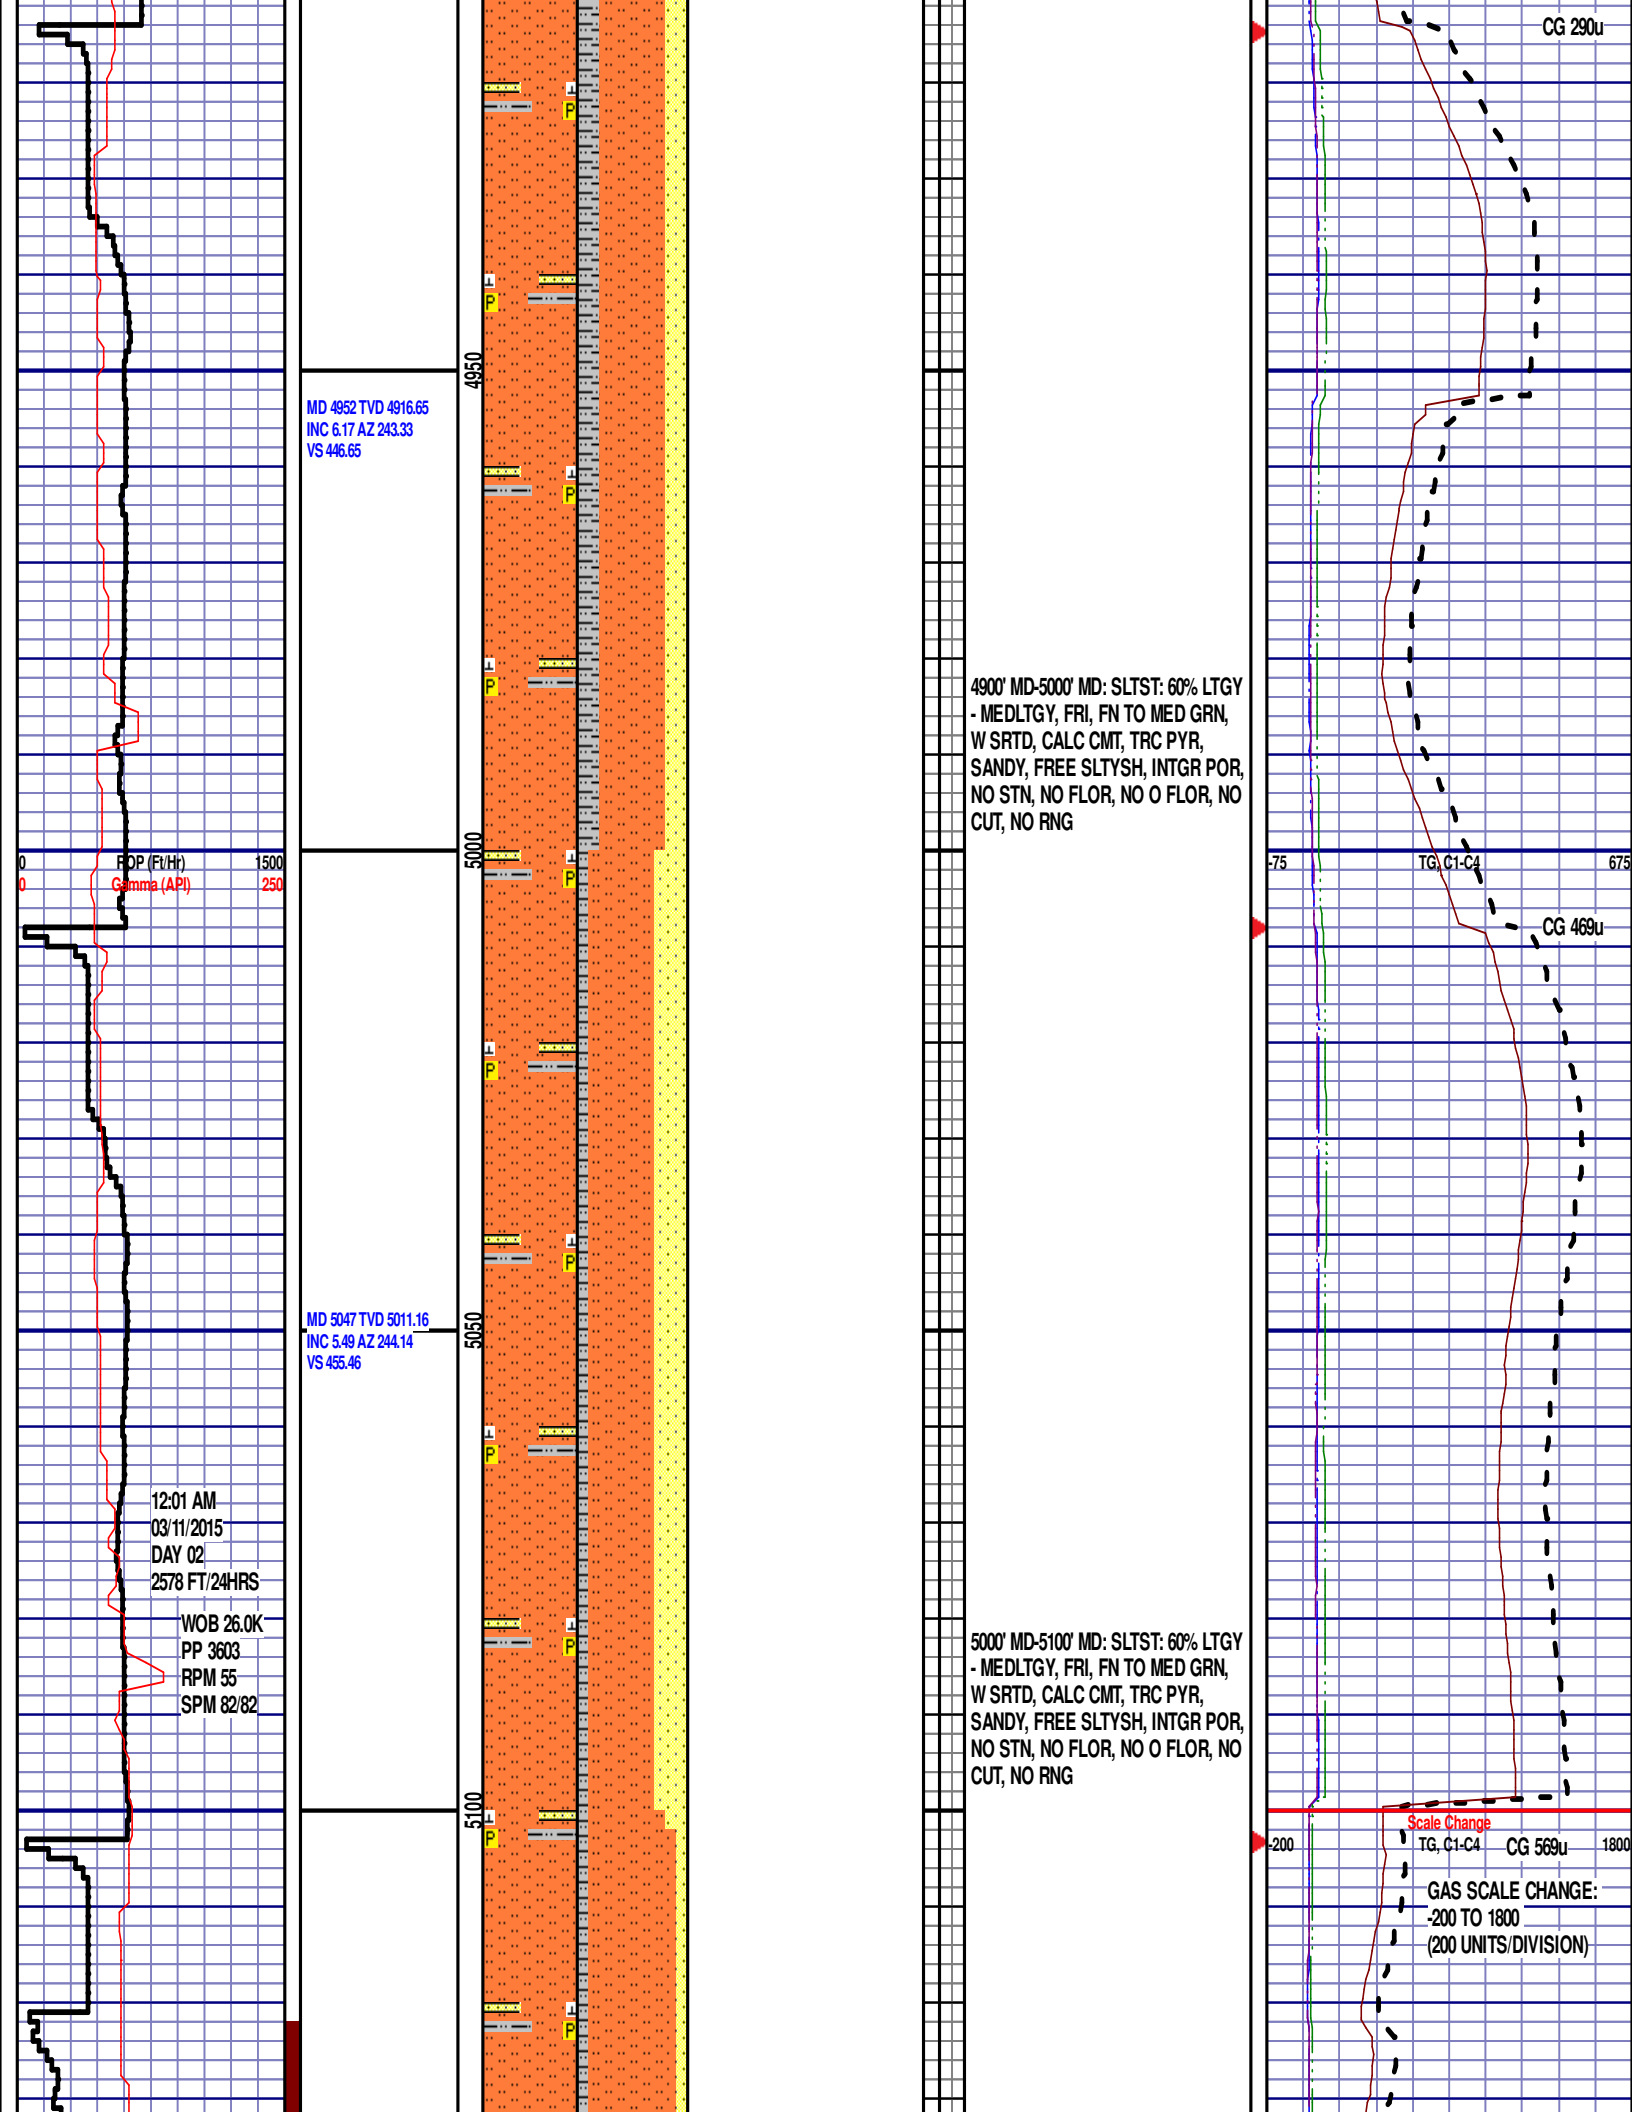 CG 290u
4950
MD 4952 TVD 4916.65
INC 6.17 AZ 243.33
VS 446.65
4900' MD-5000' MD: SLTST: 60% LTGY
- MEDLTGY, FRI, FN TO MED GRN,
W SRTD, CALC CMT, TRC PYR,
SANDY, FREE SLTYSH, INTGR POR,
NO STN, NO FLOR, NO O FLOR, NO
CUT, NO RNG
5000
0 ROP (Ft/Hr) 1500
0 Gamma (API) 250
-75 TG, C1-C4 675
CG 469u
MD 5047 TVD 5011.16
INC 5.49 AZ 244.14
VS 455.46
5050
12:01 AM
03/11/2015
DAY 02
2578 FT/24HRS
WOB 26.0K
PP 3603
RPM 55
SPM 82/82
5000' MD-5100' MD: SLTST: 60% LTGY
- MEDLTGY, FRI, FN TO MED GRN,
W SRTD, CALC CMT, TRC PYR,
SANDY, FREE SLTYSH, INTGR POR,
NO STN, NO FLOR, NO O FLOR, NO
CUT, NO RNG
5100
Scale Change
-200 TG, C1-C4 CG 569u 1800
GAS SCALE CHANGE:
-200 TO 1800
(200 UNITS/DIVISION)
P
P
P
P
P
P
P
P
P
P
P